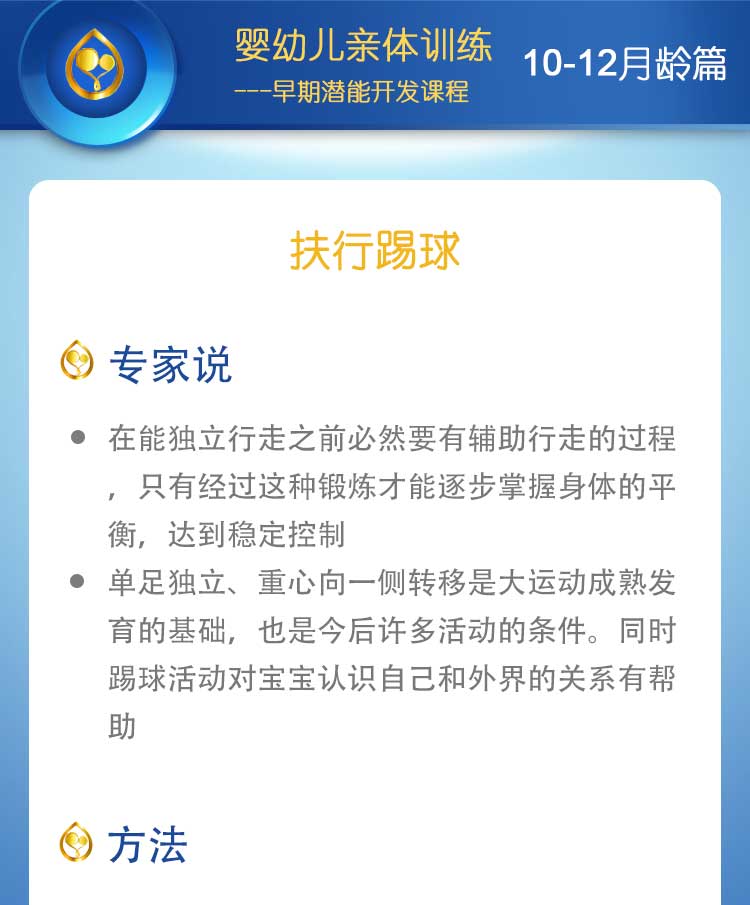 婴幼儿亲体训练
---早期潜能开发课程
10-12月龄篇
扶行踢球
专家说
在能独立行走之前必然要有辅助行走的过程
，只有经过这种锻炼才能逐步掌握身体的平
衡，达到稳定控制
单足独立、重心向一侧转移是大运动成熟发
育的基础，也是今后许多活动的条件。同时
踢球活动对宝宝认识自己和外界的关系有帮
助
方法